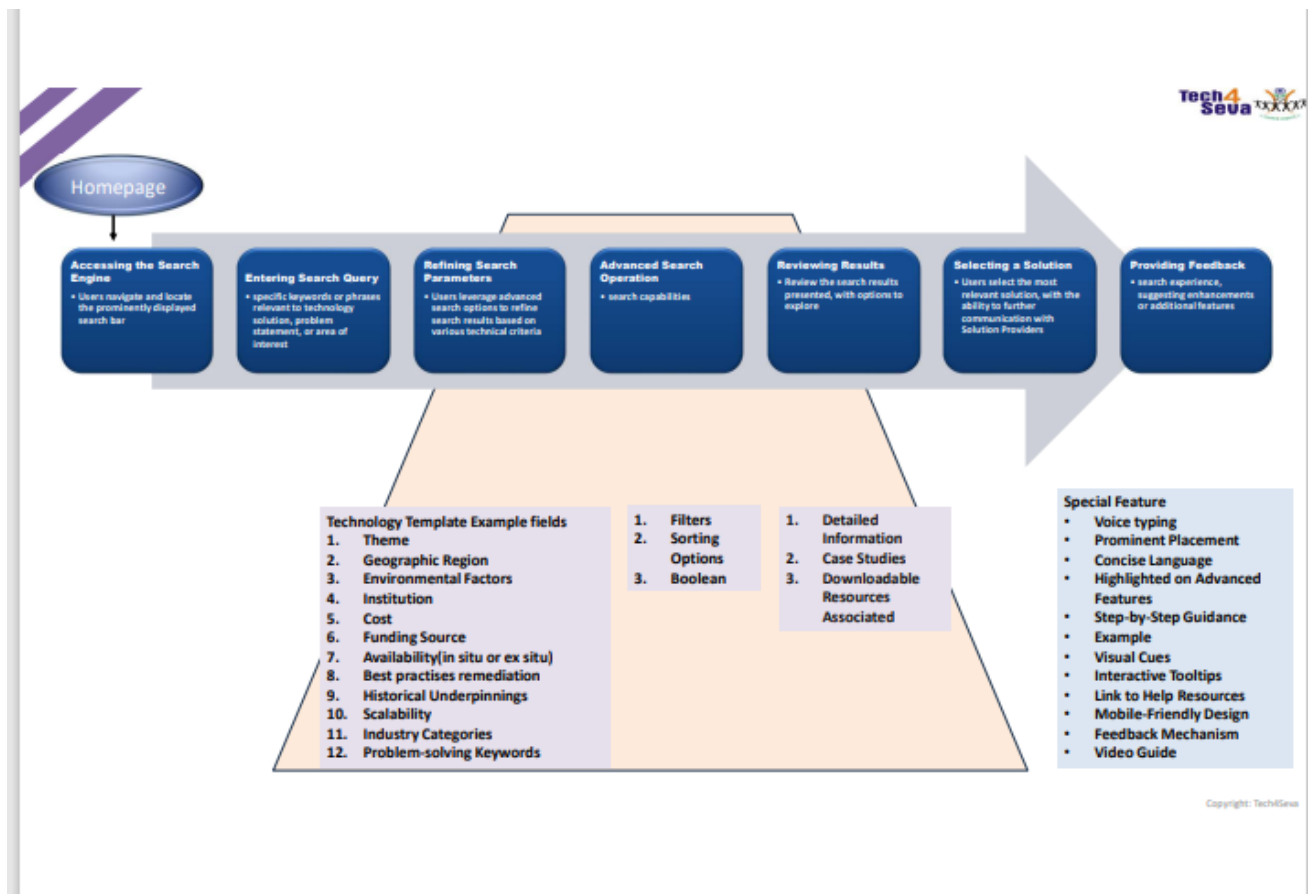 Tech4
Seva
Homepage
Accessing the Search
Engine
▪ Users navigate and locate
the prominently displayed
search bar
Entering Search Query
▪ specific keywords or phrases
relevant to technology
solution, problem
statement, or area of
interest
Refining Search
Parameters
▪ Users leverage advanced
search options to refine
search results based on
various technical criteria
Advanced Search
Operation
▪ search capabilities
Reviewing Results
▪ Review the search results
presented, with options to
explore
Selecting a Solution
▪ Users select the most
relevant solution, with the
ability to further
communication with
Solution Providers
Providing Feedback
▪ search experience,
suggesting enhancements
or additional features
Technology Template Example fields
1. Theme
2. Geographic Region
3. Environmental Factors
4. Institution
5. Cost
6. Funding Source
7. Availability(in situ or ex situ)
8. Best practises remediation
9. Historical Underpinnings
10. Scalability
11. Industry Categories
12. Problem-solving Keywords
1. Filters
2. Sorting
Options
3. Boolean
1. Detailed
Information
2. Case Studies
3. Downloadable
Resources
Associated
Special Feature
• Voice typing
• Prominent Placement
• Concise Language
• Highlighted on Advanced
Features
• Step-by-Step Guidance
• Example
• Visual Cues
• Interactive Tooltips
• Link to Help Resources
• Mobile-Friendly Design
• Feedback Mechanism
• Video Guide
Copyright: Tech4Seva